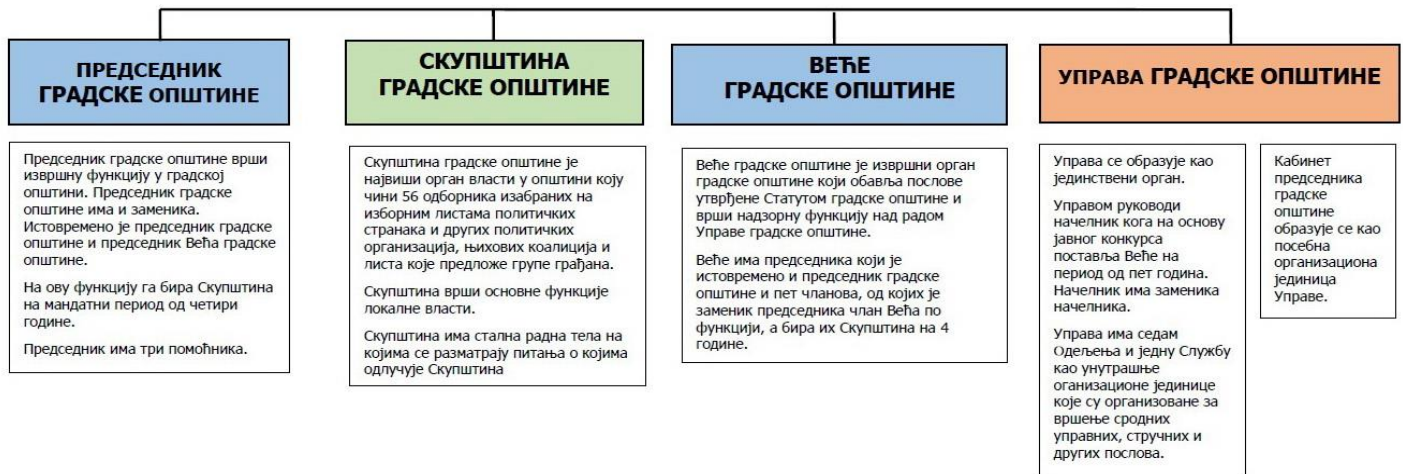 ПРЕДСЕДНИК
ГРАДСКЕ ОПШТИНЕ
Председник градске општине врши
извршну функцију у градској
општини. Председник градске
општине има и заменика.
Истовремено је председник градске
општине и председник Већа градске
општине.
На ову функцију га бира Скупштина
на мандатни период од четири
године.
Председник има три помоћника.
СКУПШТИНА
ГРАДСКЕ ОПШТИНЕ
Скупштина градске општине је
највиши орган власти у општини коју
чини 56 одборника изабраних на
изборним листама политичких
странака и других политичких
организација, њихових коалиција и
листа које предложе групе грађана.
Скупштина врши основне функције
локалне власти.
Скупштина има стална радна тела на
којима се разматрају питања о којима
одлучује Скупштина
ВЕЋЕ
ГРАДСКЕ ОПШТИНЕ
Веће градске општине је извршни орган
градске општине који обавља послове
утврђене Статутом градске општине и
врши надзорну функцију над радом
Управе градске општине.
Веће има председника који је
истовремено и председник градске
општине и пет чланова, од којих је
заменик председника члан Већа по
функцији, а бира их Скупштина на 4
године.
УПРАВА ГРАДСКЕ ОПШТИНЕ
Управа се образује као
јединствени орган.
Управом руководи
начелник кога на основу
јавног конкурса
поставља Веће на
период од пет година.
Начелник има заменика
начелника.
Управа има седам
Одељења и једну Службу
као унутрашње
оганизационе јединице
које су организоване за
вршење сродних
управних, стручних и
других послова.
Кабинет
председника
градске
општине
образује се као
посебна
организациона
јединица
Управе.